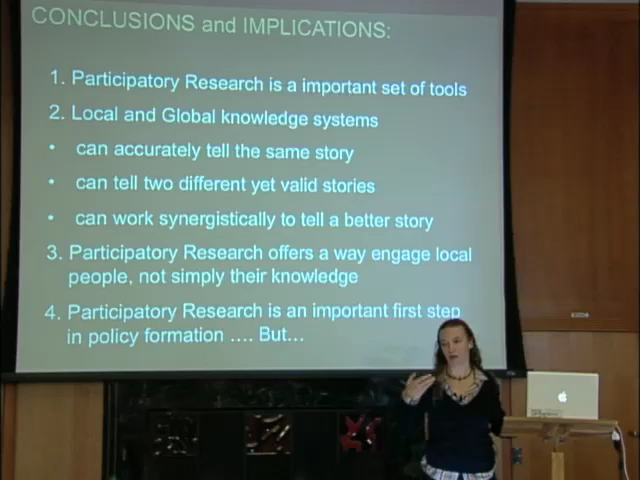 CONCLUSIONS and IMPLICATIONS:
1. Participatory Research is a important set of tools
2. Local and Global knowledge systems
• can accurately tell the same story
• can tell two different yet valid stories
• can work synergistically to tell a better story
3. Participatory Research offers a way engage local
people, not simply their knowledge
4. Participatory Research is an important first step
in policy formation .... But...